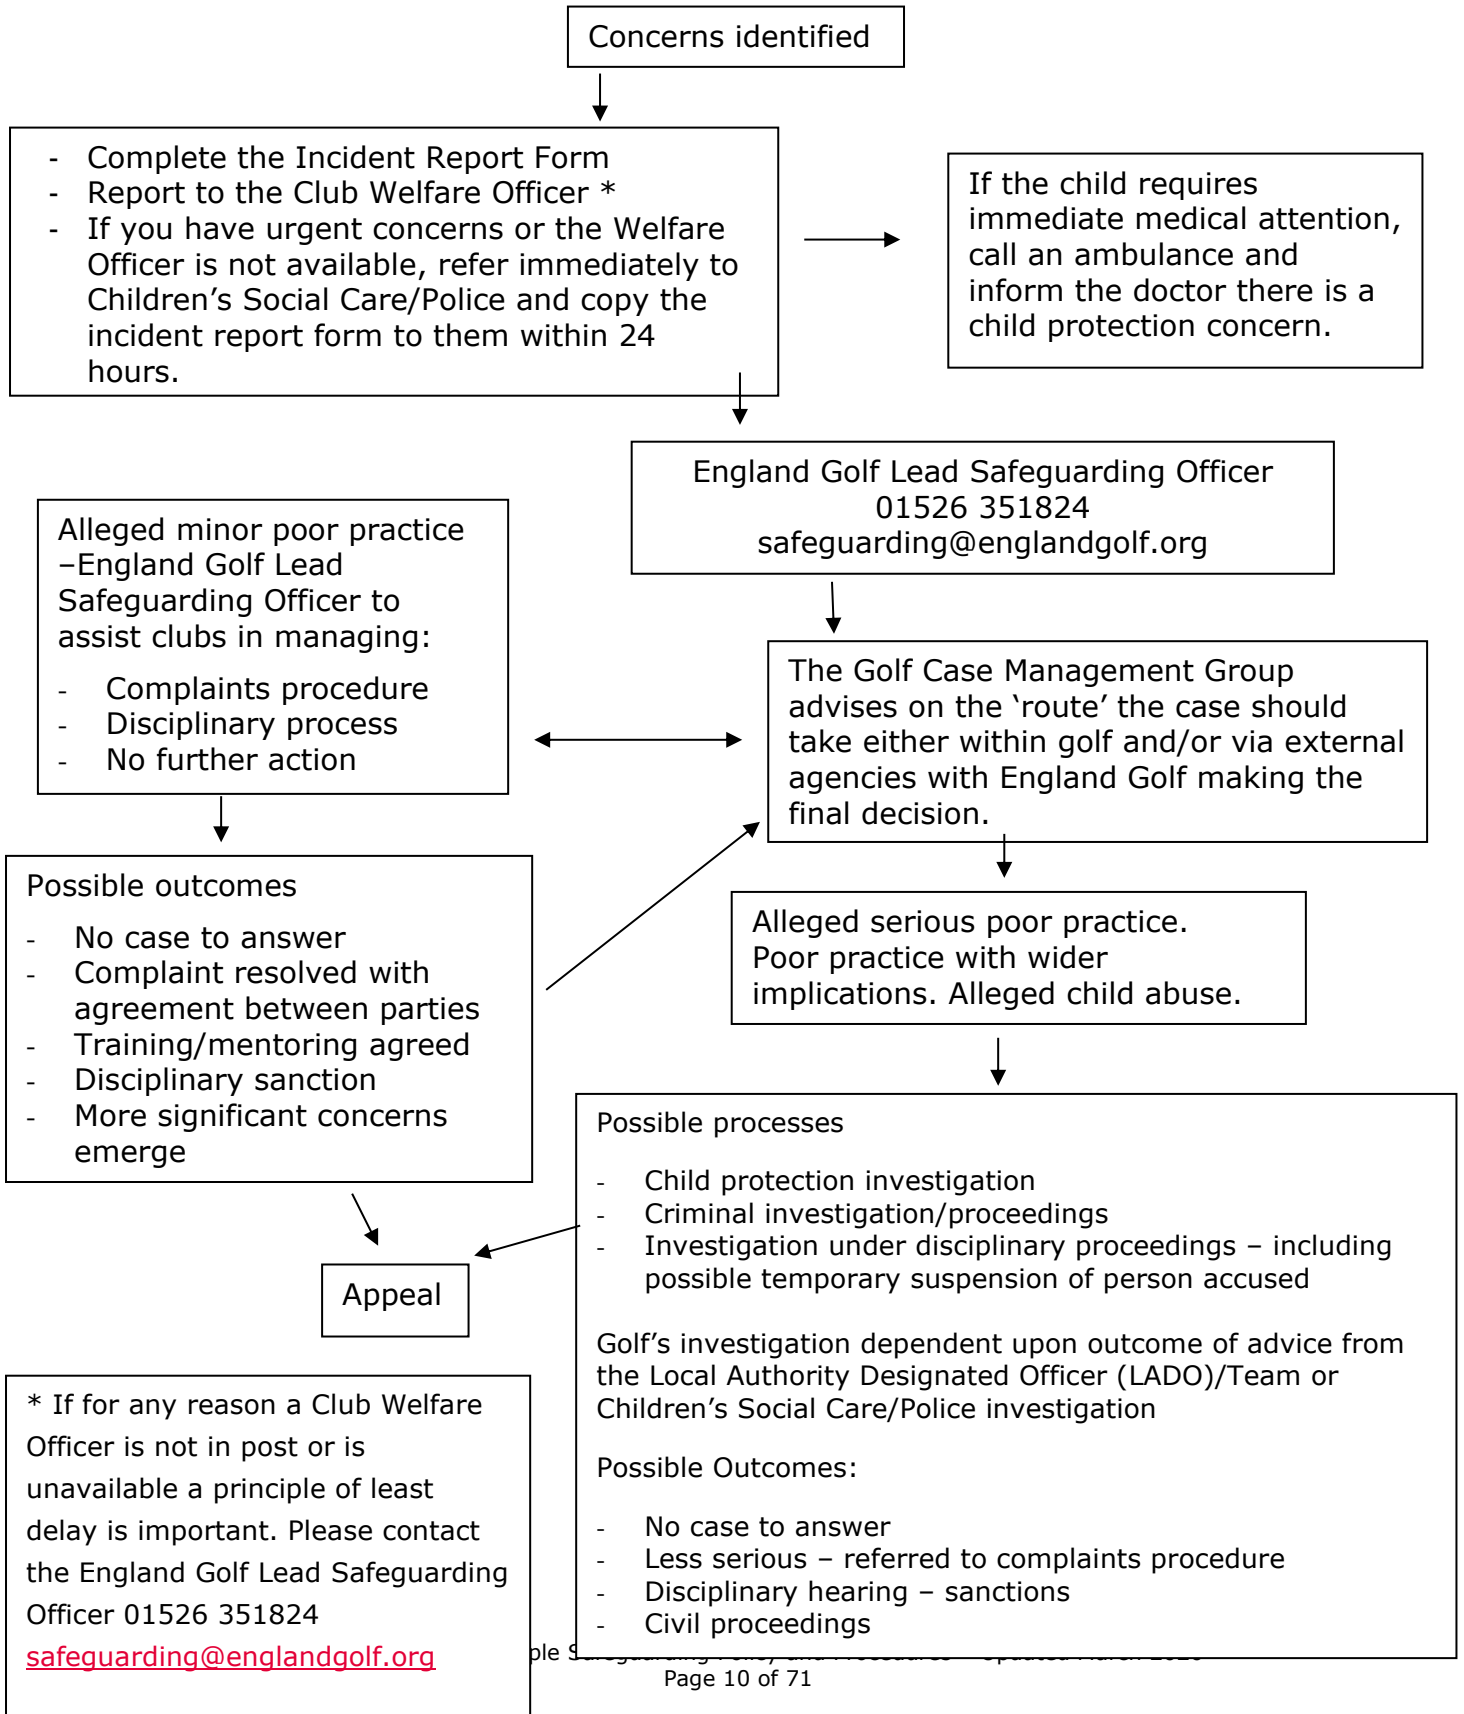 Concerns identified
- Complete the Incident Report Form
- Report to the Club Welfare Officer *
- If you have urgent concerns or the Welfare
Officer is not available, refer immediately to
Children’s Social Care/Police and copy the
incident report form to them within 24
hours.
If the child requires
immediate medical attention,
call an ambulance and
inform the doctor there is a
child protection concern.
England Golf Lead Safeguarding Officer
01526 351824
safeguarding@englandgolf.org
Alleged minor poor practice
–England Golf Lead
Safeguarding Officer to
assist clubs in managing:
- Complaints procedure
- Disciplinary process
- No further action
The Golf Case Management Group
advises on the ‘route’ the case should
take either within golf and/or via external
agencies with England Golf making the
final decision.
Possible outcomes
- No case to answer
- Complaint resolved with
agreement between parties
- Training/mentoring agreed
- Disciplinary sanction
- More significant concerns
emerge
Alleged serious poor practice.
Poor practice with wider
implications. Alleged child abuse.
Possible processes
- Child protection investigation
- Criminal investigation/proceedings
- Investigation under disciplinary proceedings – including
possible temporary suspension of person accused
Golf’s investigation dependent upon outcome of advice from
the Local Authority Designated Officer (LADO)/Team or
Children’s Social Care/Police investigation
Possible Outcomes:
- No case to answer
- Less serious – referred to complaints procedure
- Disciplinary hearing – sanctions
- Civil proceedings
Appeal
* If for any reason a Club Welfare
Officer is not in post or is
unavailable a principle of least
delay is important. Please contact
the England Golf Lead Safeguarding
Officer 01526 351824
safeguarding@englandgolf.org
Page 10 of 71